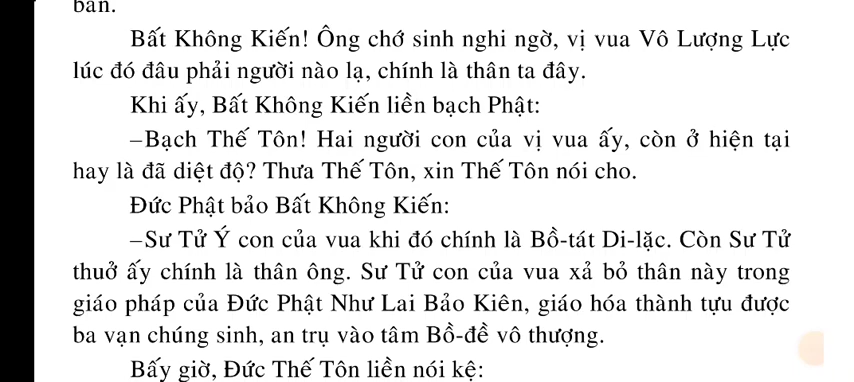 bản.
Bất Không Kiến! Ông chớ sinh nghi ngờ, vị vua Vô Lượng Lực
lúc đó đâu phải người nào lạ, chính là thân ta đây.
Khi ấy, Bất Không Kiến liền bạch Phật:
–Bạch Thế Tôn! Hai người con của vị vua ấy, còn ở hiện tại
hay là đã diệt độ? Thưa Thế Tôn, xin Thế Tôn nói cho.
Đức Phật bảo Bất Không Kiến:
–Sư Tử Ý con của vua khi đó chính là Bồ-tát Di-lặc. Còn Sư Tử
thuở ấy chính là thân ông. Sư Tử con của vua xả bỏ thân này trong
giáo pháp của Đức Phật Như Lai Bảo Kiên, giáo hóa thành tựu được
ba vạn chúng sinh, an trụ vào tâm Bồ-đề vô thượng.
Bấy giờ, Đức Thế Tôn liền nói kệ: